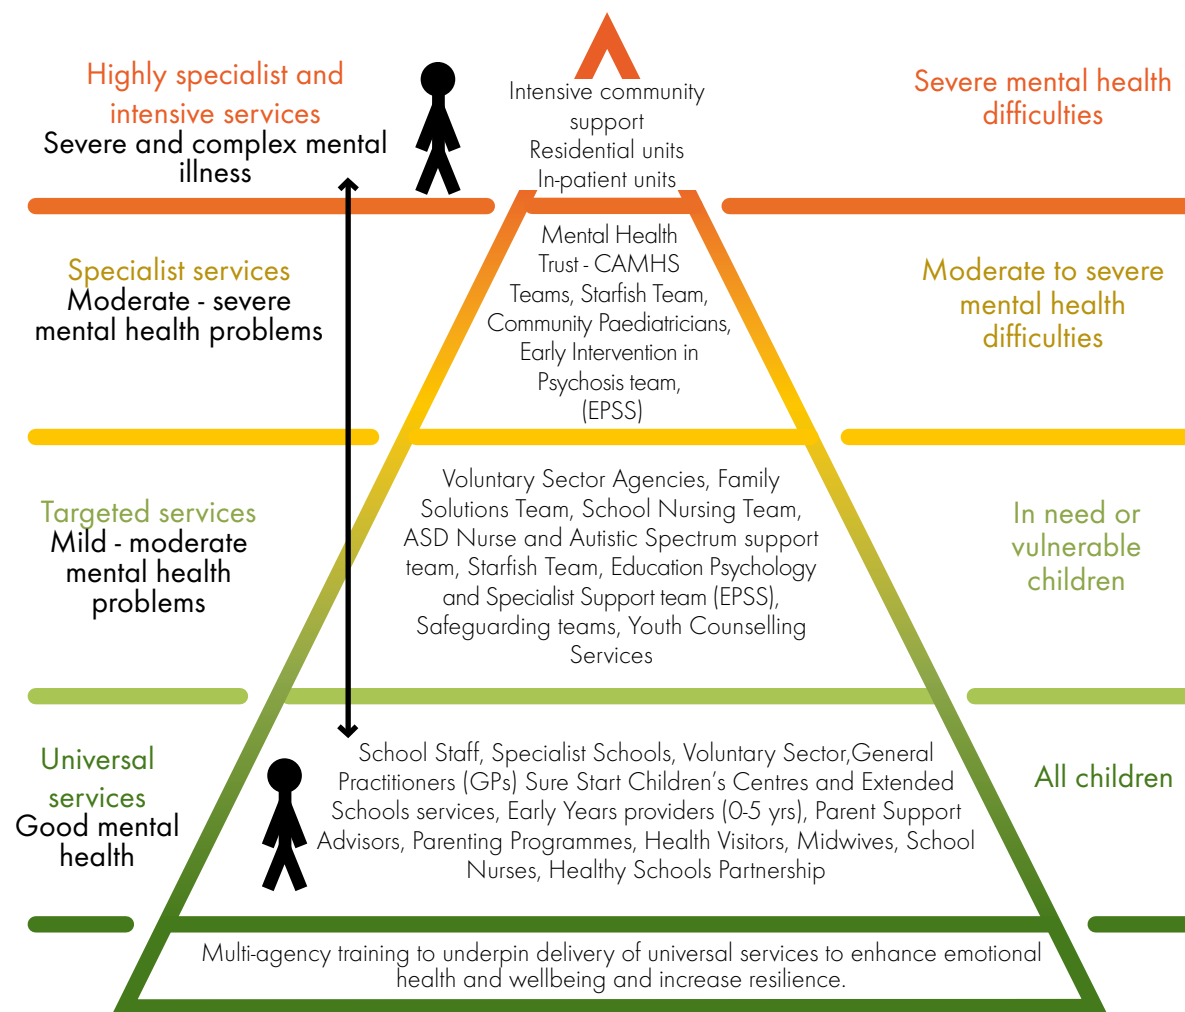 Highly specialist and
intensive services
Severe and complex mental
illness
Intensive community
support
Residential units
In-patient units
Severe mental health
difficulties
Specialist services
Moderate - severe
mental health problems
Mental Health
Trust - CAMHS
Teams, Starfish Team,
Community Paediatricians,
Early Intervention in
Psychosis team,
(EPSS)
Moderate to severe
mental health
difficulties
Targeted services
Mild - moderate
mental health
problems
Voluntary Sector Agencies, Family
Solutions Team, School Nursing Team,
ASD Nurse and Autistic Spectrum support
team, Starfish Team, Education Psychology
and Specialist Support team (EPSS),
Safeguarding teams, Youth Counselling
Services
In need or
vulnerable
children
Universal
services
Good mental
health
School Staff, Specialist Schools, Voluntary Sector,General
Practitioners (GPs) Sure Start Children’s Centres and Extended
Schools services, Early Years providers (0-5 yrs), Parent Support
Advisors, Parenting Programmes, Health Visitors, Midwives, School
Nurses, Healthy Schools Partnership
All children
Multi-agency training to underpin delivery of universal services to enhance emotional
health and wellbeing and increase resilience.